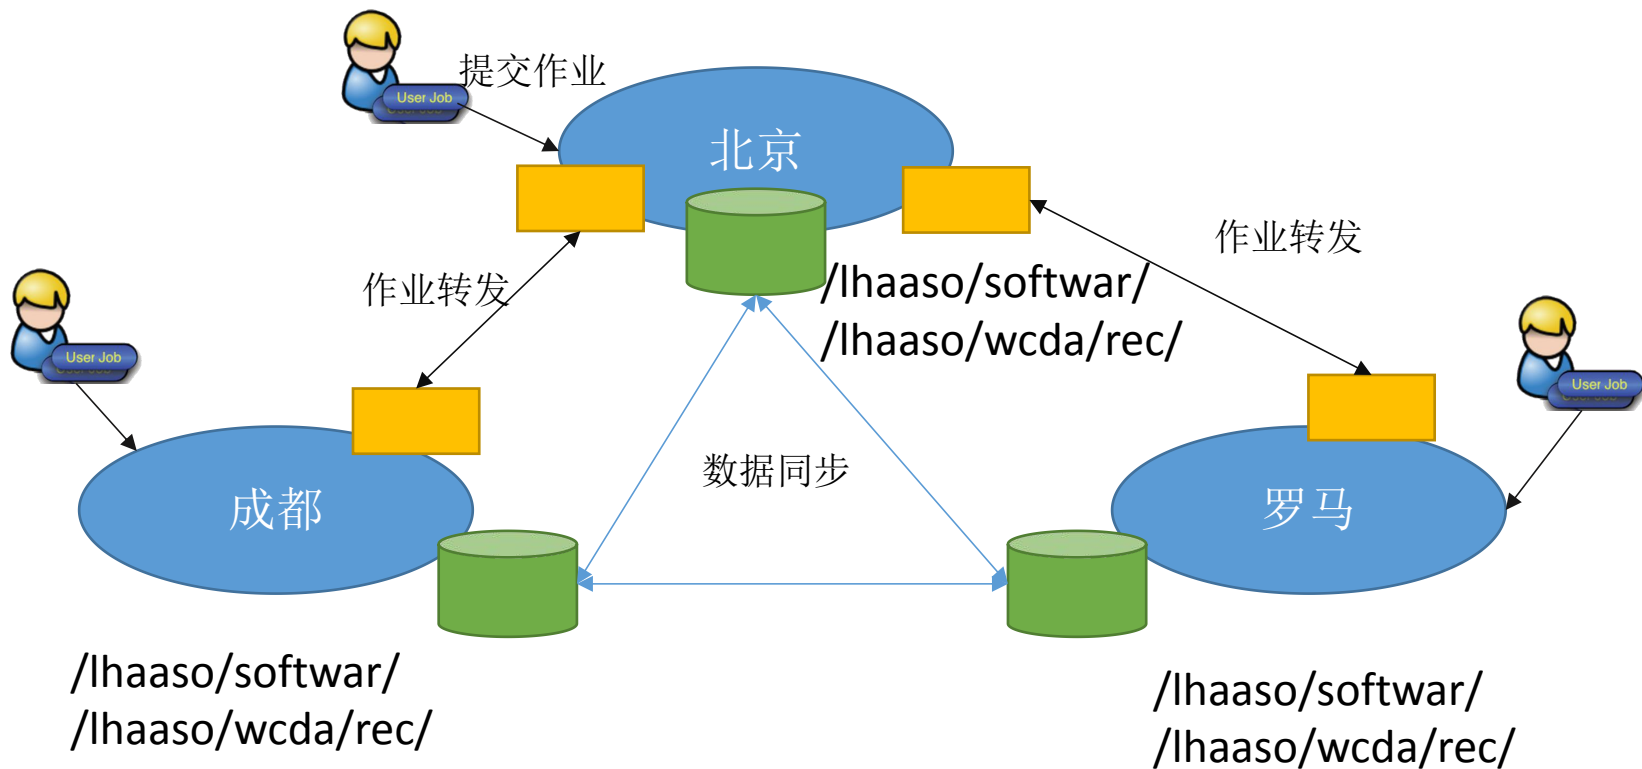 提交作业
User Job
北京
作业转发
/lhaaso/softwar/
/lhaaso/wcda/rec/
作业转发
User Job
User Job
数据同步
成都
罗马
/lhaaso/softwar/
/lhaaso/wcda/rec/
/lhaaso/softwar/
/lhaaso/wcda/rec/